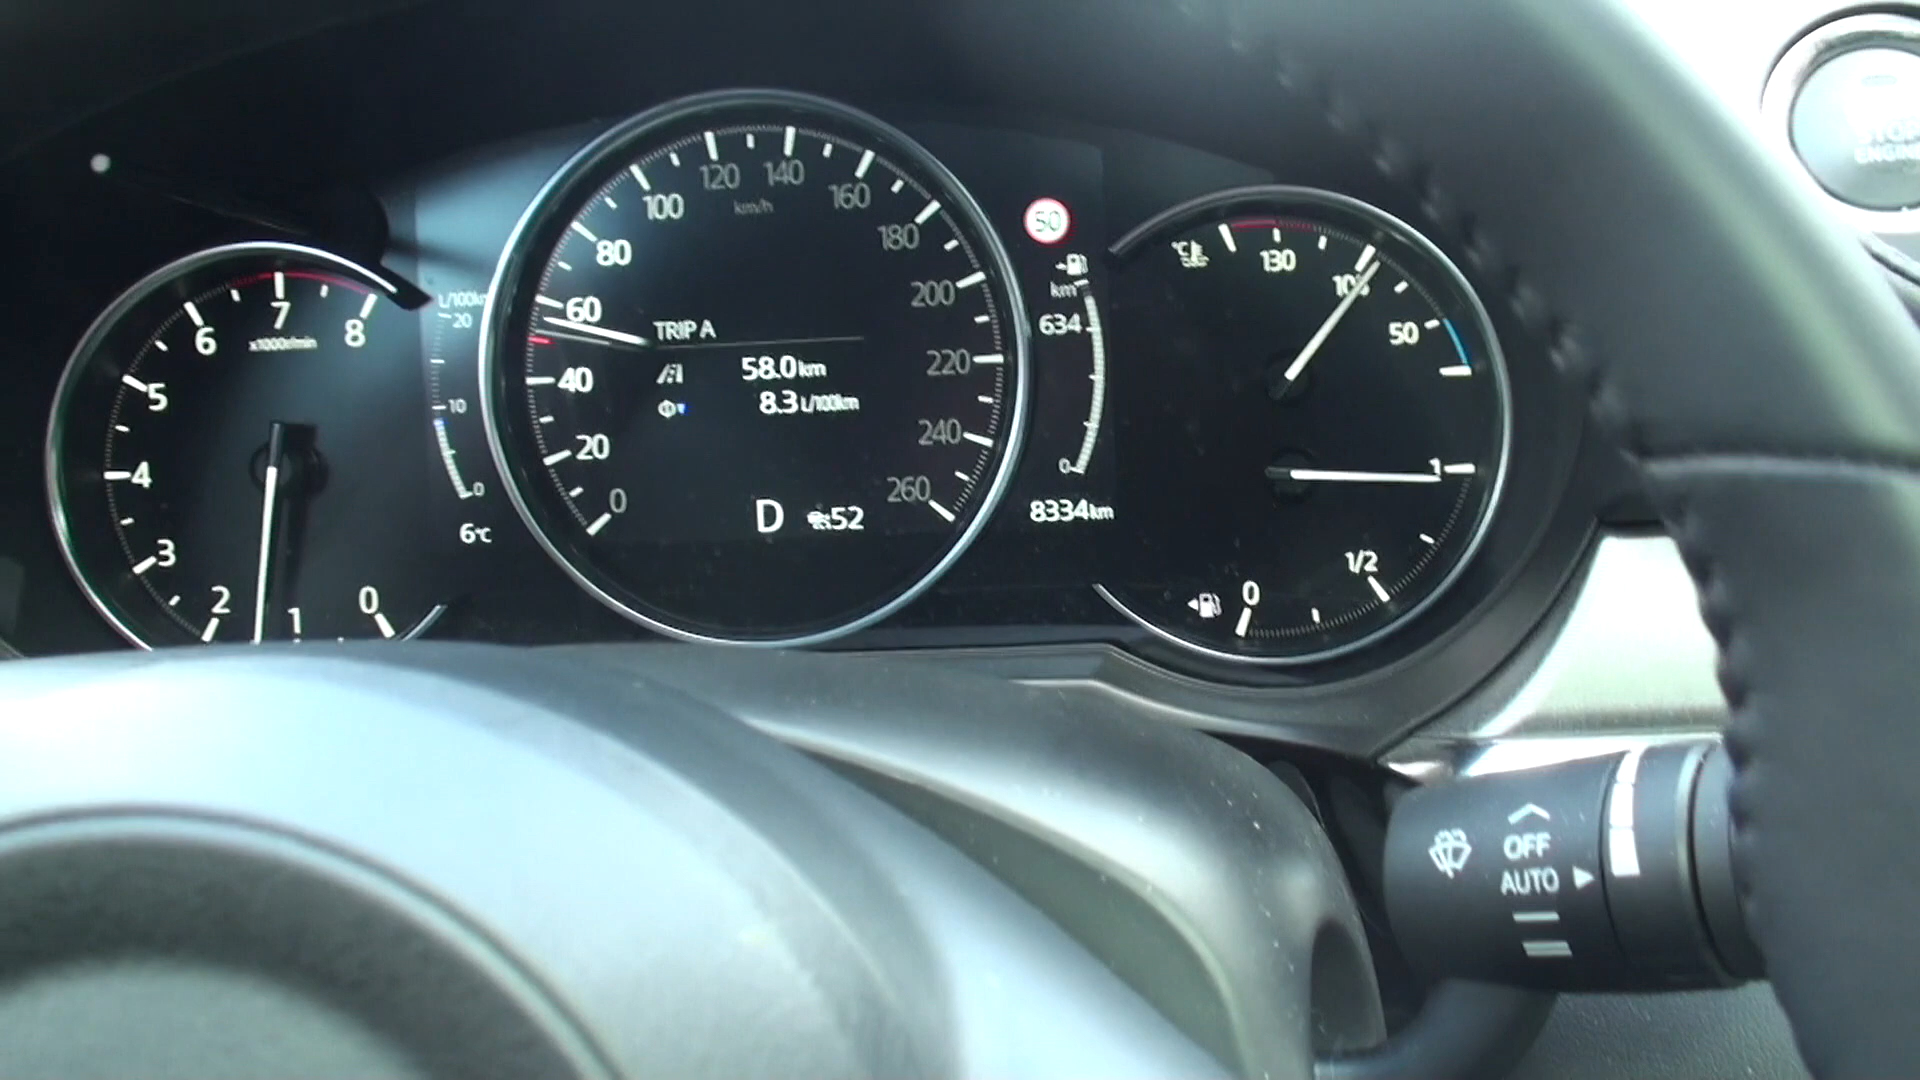 8
7
6
5
4
3
2
1
0
x1000r/min
L/100km
20
10
0
6°C
0
20
40
60
80
100
120
140
160
180
200
220
240
260
km/h
TRIP A
58.0 km
8.3 L/100km
D 52
50
km
634
0
8334 km
°C
130
50
1
1/2
0
OFF
AUTO